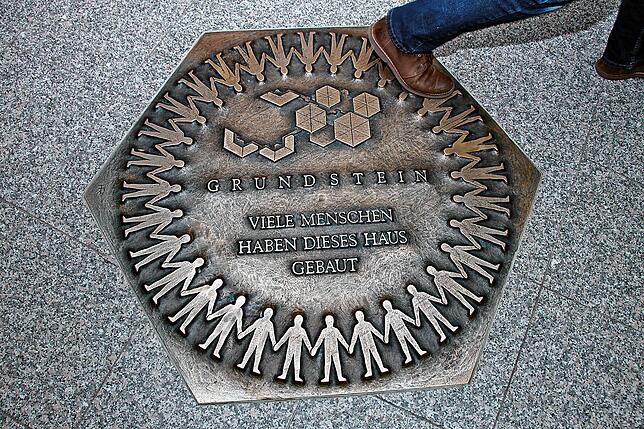 GRUNDSTEIN
VIELE MENSCHEN
HABEN DIESES HAUS
GEBAUT